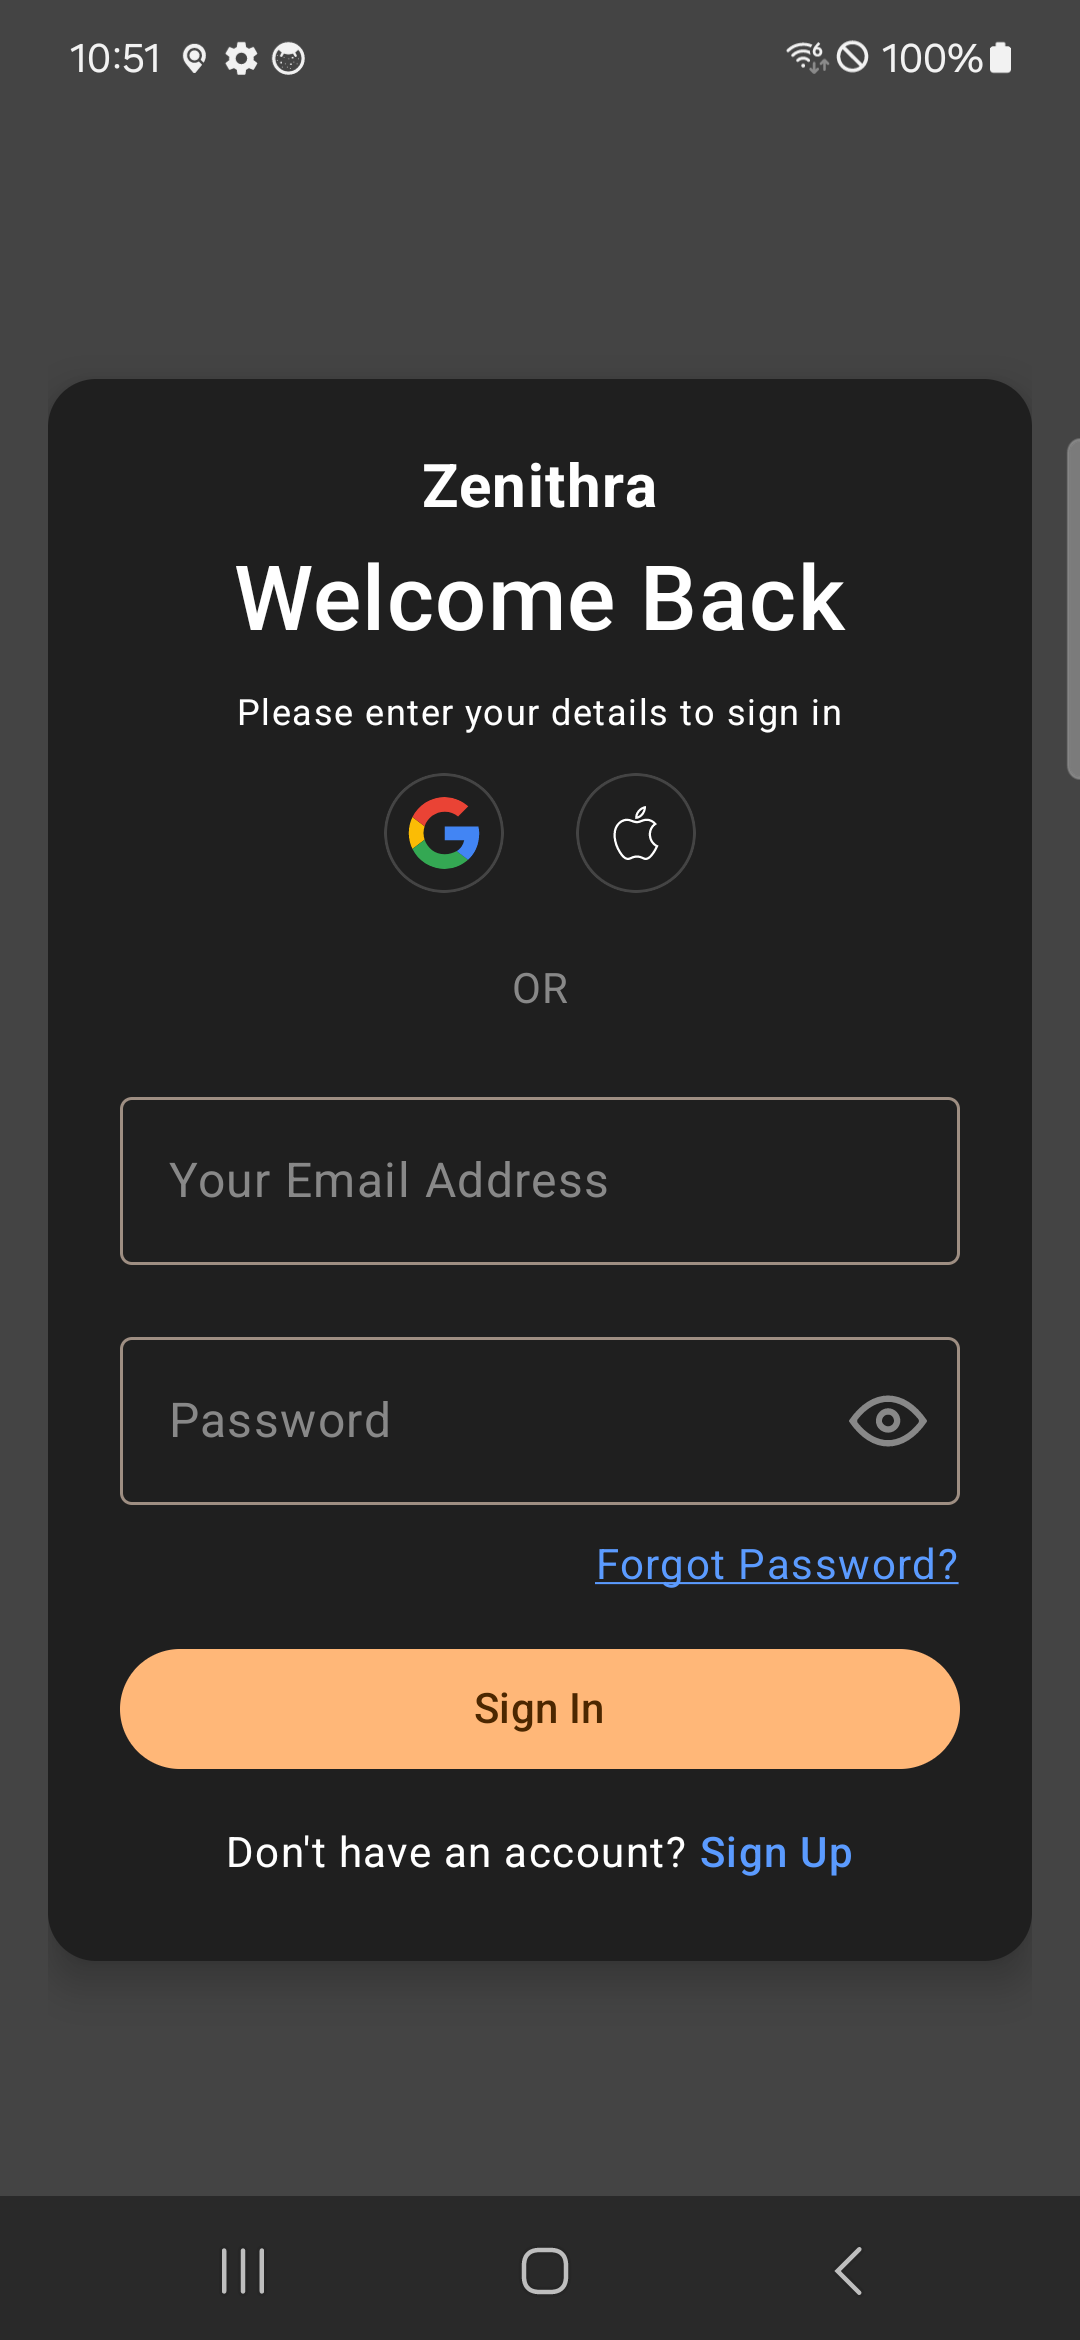 10:51 6 100%
Zenithra
Welcome Back
Please enter your details to sign in
OR
Your Email Address
Password
Forgot Password?
Sign In
Don't have an account? Sign Up